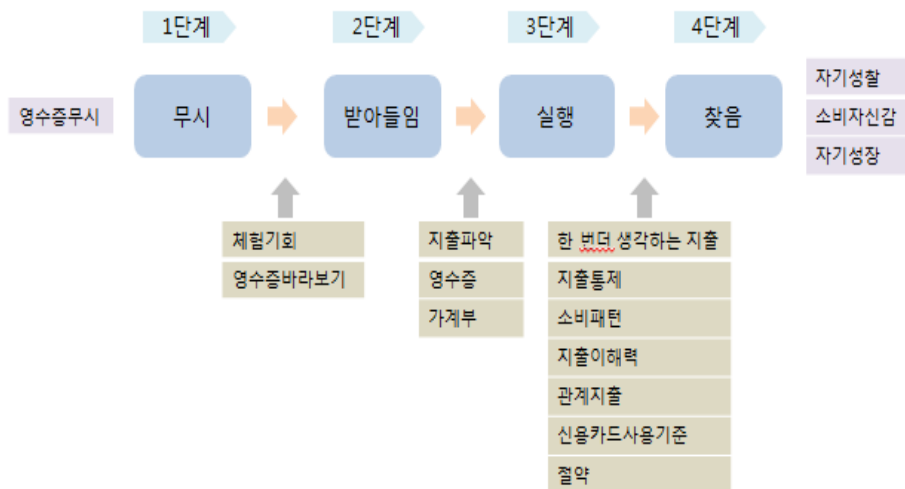 1단계
2단계
3단계
4단계
영수증무시
무시
받아들임
실행
찾음
자기성찰
소비자신감
자기성장
체험기회
영수증바라보기
지출파악
영수증
가계부
한 번더 생각하는 지출
지출통제
소비패턴
지출이해력
관계지출
신용카드사용기준
절약